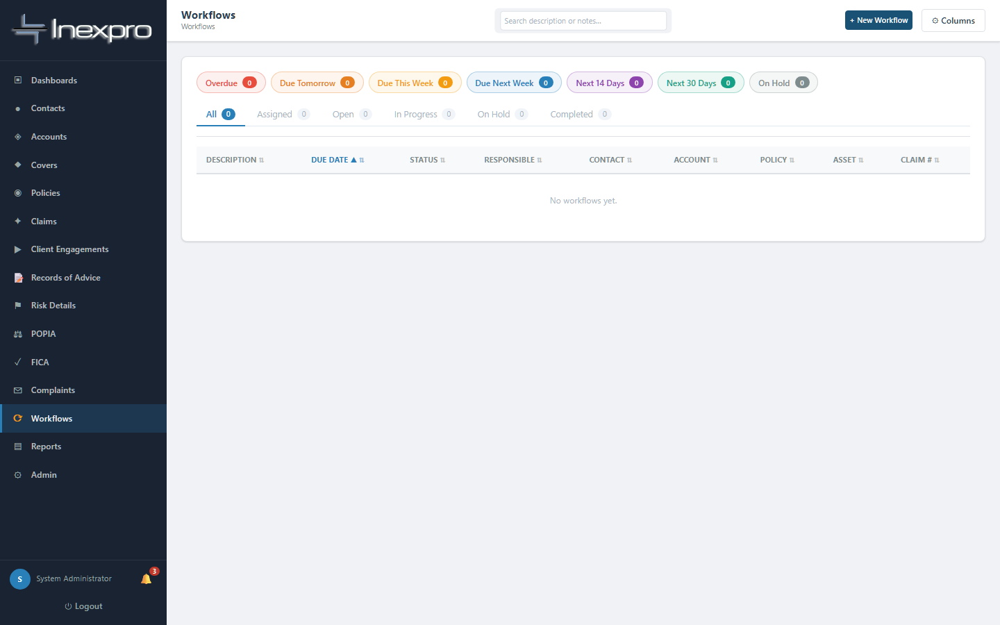 Inexpro
Dashboards
Contacts
Accounts
Covers
Policies
Claims
Client Engagements
Records of Advice
Risk Details
POPIA
FICA
Complaints
Workflows
Reports
Admin
S System Administrator 3
Logout
Workflows
Workflows
Search description or notes...
+ New Workflow
Columns
Overdue 0 Due Tomorrow 0 Due This Week 0 Due Next Week 0 Next 14 Days 0 Next 30 Days 0 On Hold 0
All 0 Assigned 0 Open 0 In Progress 0 On Hold 0 Completed 0
DESCRIPTION DUE DATE STATUS RESPONSIBLE CONTACT ACCOUNT POLICY ASSET CLAIM #
No workflows yet.